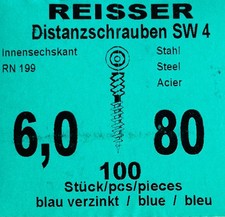 REISSER
Distanzschrauben SW 4
Innensechskant Stahl
RN 199 Steel
Acier
6,0 80
100
Stück/pcs/pieces
blau verzinkt / blue / bleu